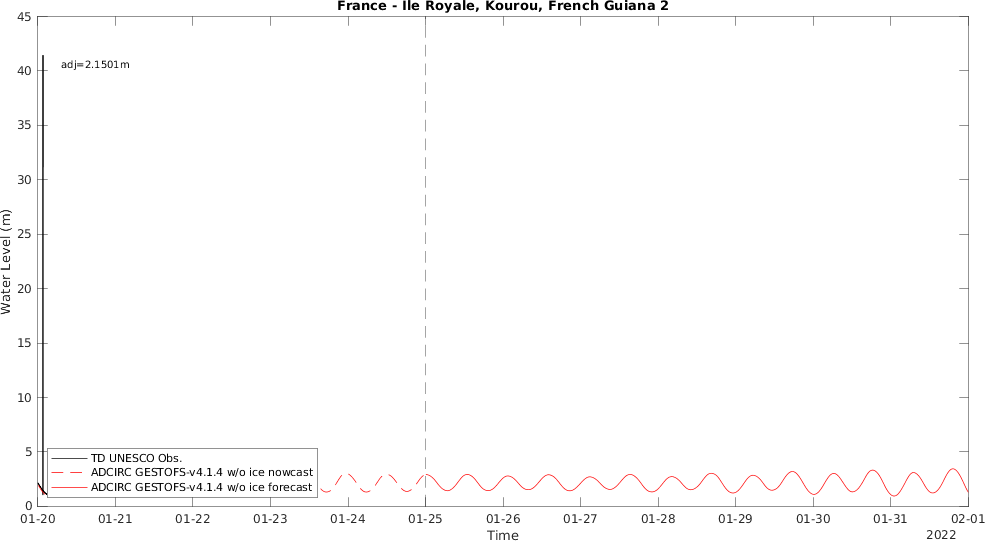 France - Ile Royale, Kourou, French Guiana 2
45
40
35
30
25
20
15
10
5
0
Water Level (m)
adj=2.1501m
TD UNESCO Obs.
ADCIRC GESTOFS-v4.1.4 w/o ice nowcast
ADCIRC GESTOFS-v4.1.4 w/o ice forecast
01-20 01-21 01-22 01-23 01-24 01-25 01-26 01-27 01-28 01-29 01-30 01-31 02-01
Time
2022